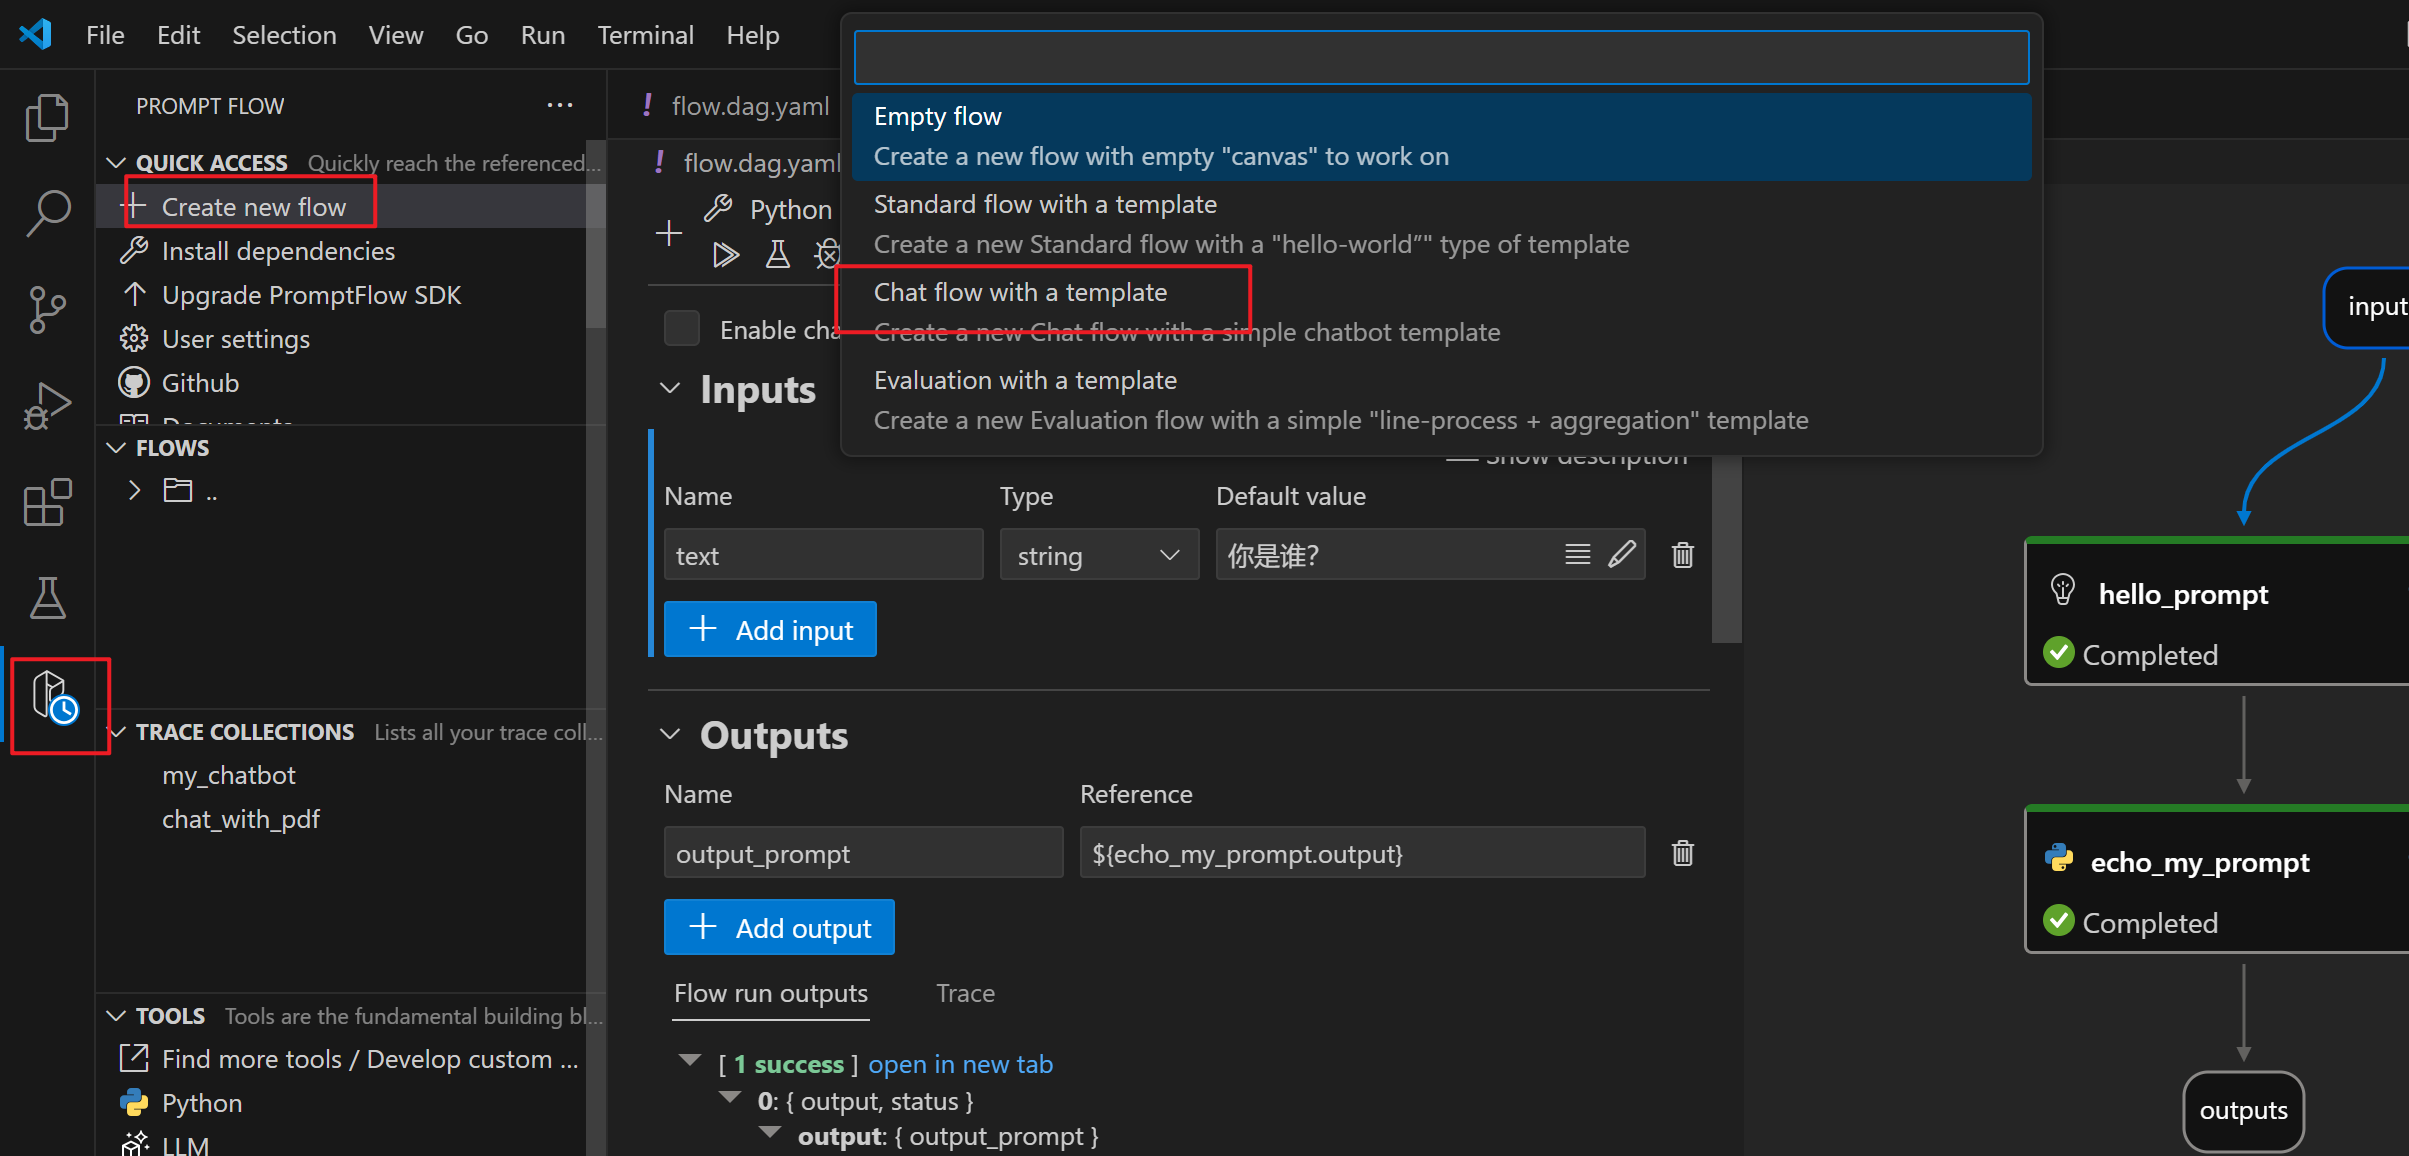 File Edit Selection View Go Run Terminal Help
PROMPT FLOW
QUICK ACCESS Quickly reach the referenced...
Create new flow
Install dependencies
Upgrade PromptFlow SDK
User settings
Github
Documents
FLOWS
..
TRACE COLLECTIONS Lists all your trace coll...
my_chatbot
chat_with_pdf
TOOLS Tools are the fundamental building bl...
Find more tools / Develop custom ...
Python
LLM
Empty flow
Create a new flow with empty "canvas" to work on
Standard flow with a template
Create a new Standard flow with a "hello-world”" type of template
Chat flow with a template
Create a new Chat flow with a simple chatbot template
Evaluation with a template
Create a new Evaluation flow with a simple "line-process + aggregation" template
! flow.dag.yaml
! flow.dag.yaml
Python
Enable cha
Inputs
Show description
Name Type Default value
text string 你是谁?
Add input
Outputs
Name Reference
output_prompt ${echo_my_prompt.output}
Add output
Flow run outputs Trace
[ 1 success ] open in new tab
0: { output, status }
output: { output_prompt }
input
hello_prompt
Completed
echo_my_prompt
Completed
outputs